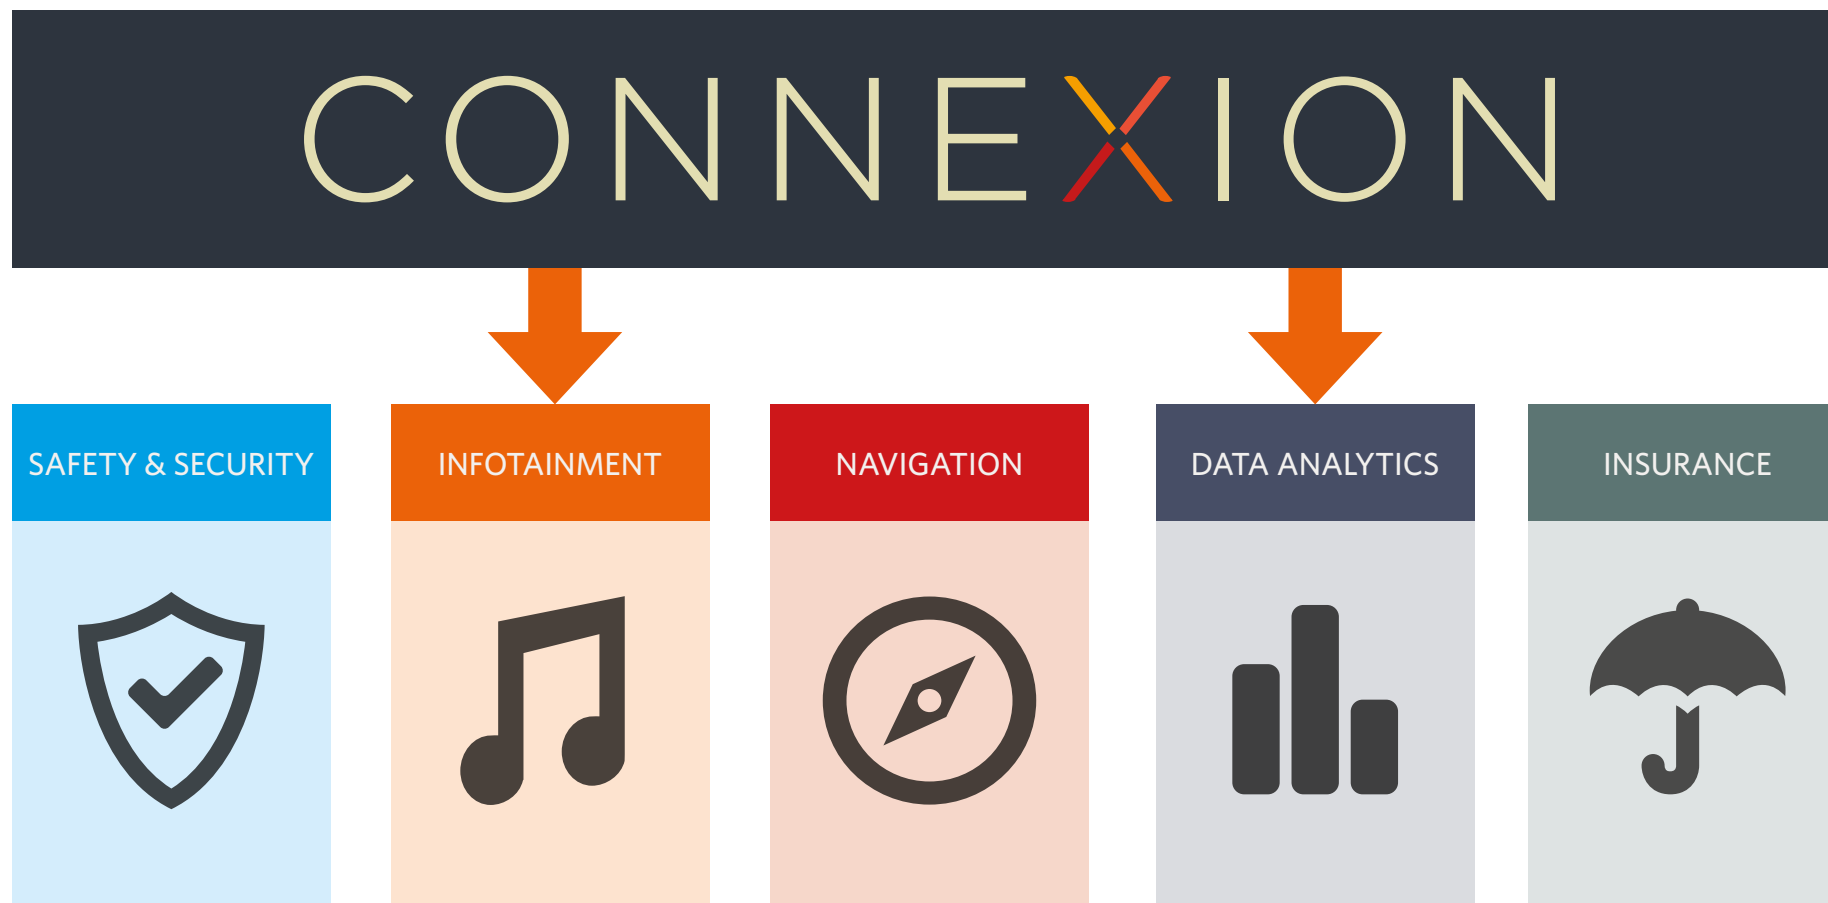 CONNEXION
SAFETY & SECURITY
INFOTAINMENT
NAVIGATION
DATA ANALYTICS
INSURANCE